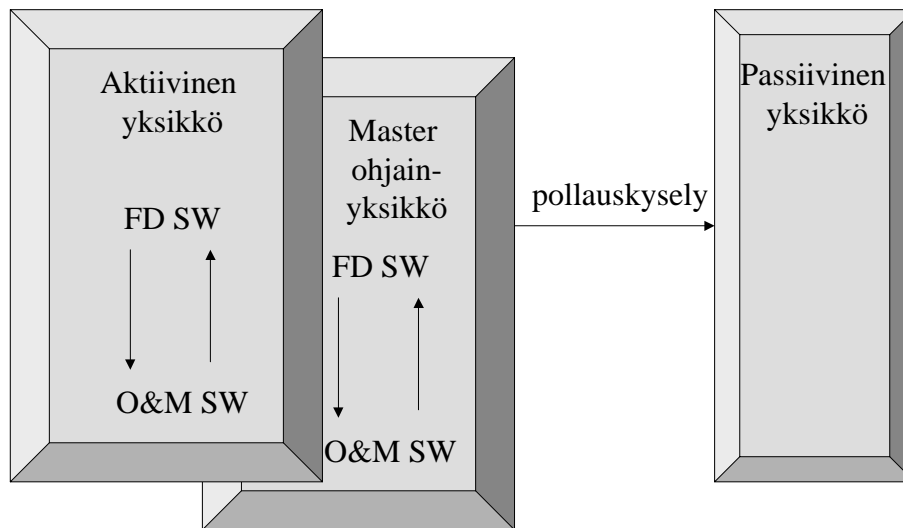 Aktiivinen
yksikkö
FD SW
O&M SW
Master
ohjain-
yksikkö
FD SW
O&M SW
pollauskysely
Passiivinen
yksikkö